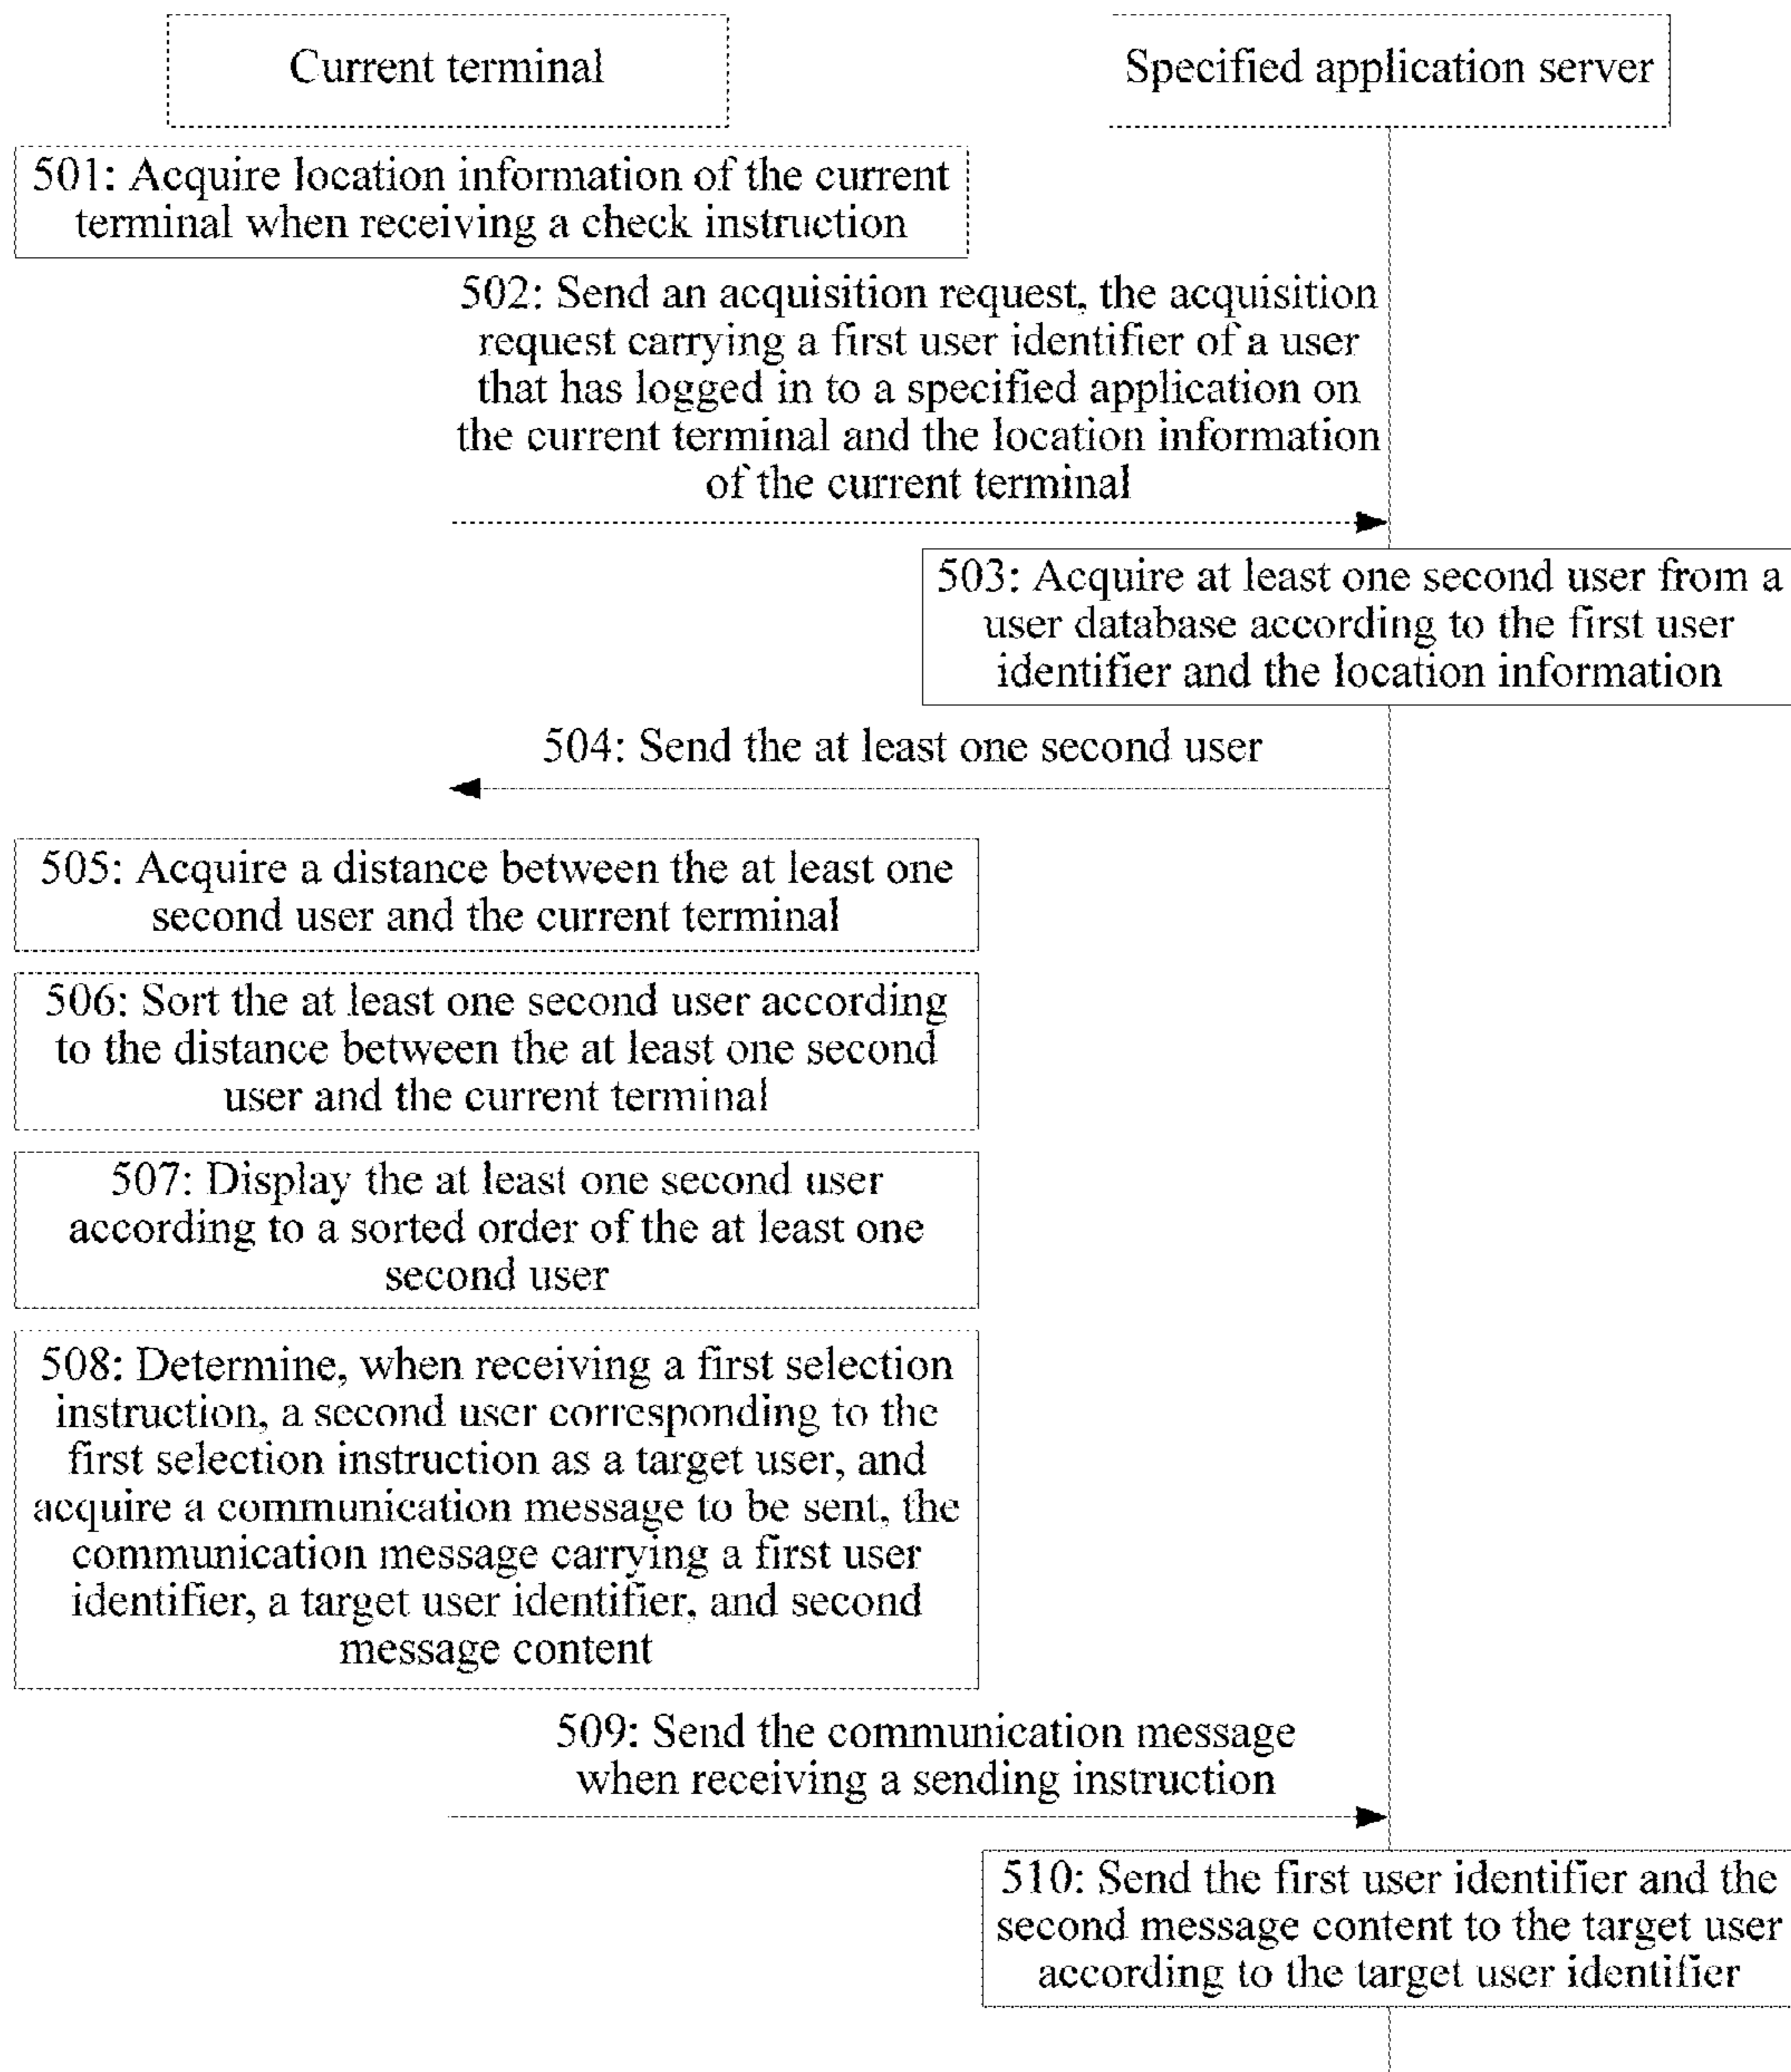 Current terminal
Specified application server
501: Acquire location information of the current
terminal when receiving a check instruction
502: Send an acquisition request, the acquisition
request carrying a first user identifier of a user
that has logged in to a specified application on
the current terminal and the location information
of the current terminal
503: Acquire at least one second user from a
user database according to the first user
identifier and the location information
504: Send the at least one second user
505: Acquire a distance between the at least one
second user and the current terminal
506: Sort the at least one second user according
to the distance between the at least one second
user and the current terminal
507: Display the at least one second user
according to a sorted order of the at least one
second user
508: Determine, when receiving a first selection
instruction, a second user corresponding to the
first selection instruction as a target user, and
acquire a communication message to be sent, the
communication message carrying a first user
identifier, a target user identifier, and second
message content
509: Send the communication message
when receiving a sending instruction
510: Send the first user identifier and the
second message content to the target user
according to the target user identifier